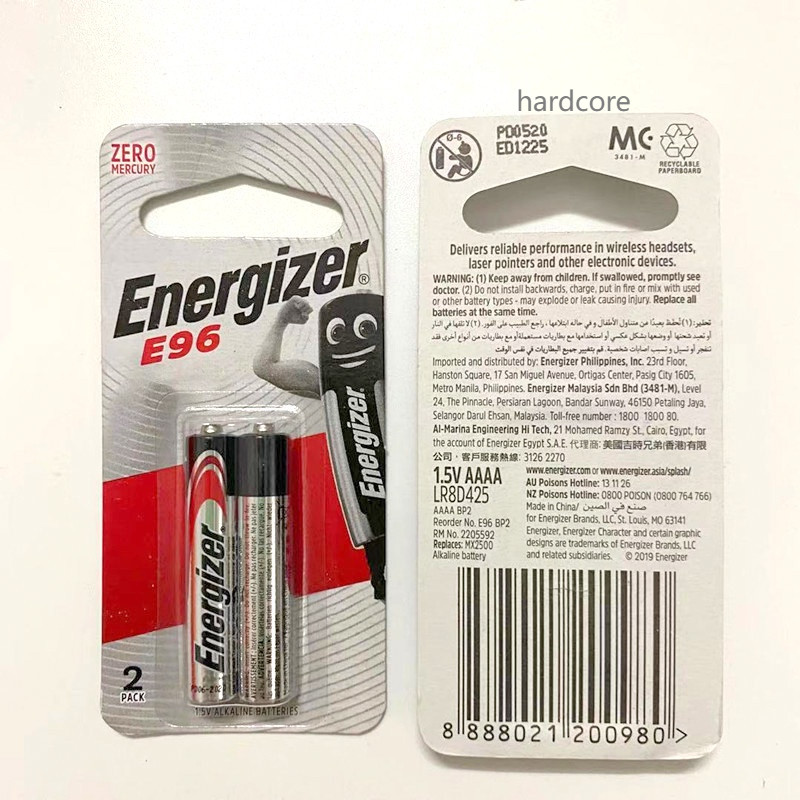 hardcore
ZERO
MERCURY
Energizer®
E96
Energizer
Energizer
2
PACK
1.5V ALKALINE BATTERIES
Ø-6
PD0520
ED1225
3481-M
RECYCLABLE
PAPERBOARD
Delivers reliable performance in wireless headsets,
laser pointers and other electronic devices.
WARNING: (1) Keep away from children. If swallowed, promptly see
doctor. (2) Do not install backwards, charge, put in fire or mix with used
or other battery types - may explode or leak causing injury. Replace all
batteries at the same time.
Imported and distributed by: Energizer Philippines, Inc. 23rd Floor,
Hanston Square, 17 San Miguel Avenue, Ortigas Center, Pasig City 1605,
Metro Manila, Philippines. Energizer Malaysia Sdn Bhd (3481-M), Level
24, The Pinnacle, Persiaran Lagoon, Bandar Sunway, 46150 Petaling Jaya,
Selangor Darul Ehsan, Malaysia. Toll-free number : 1800 1800 80.
Al-Marina Engineering Hi Tech, 21 Mohamed Ramzy St., Cairo, Egypt, for
the account of Energizer Egypt S.A.E. 代理商: 美國吉時兄弟(香港)有限
公司, 客戶服務熱線: 3126 2270
1.5V AAAA
LR8D425
AAAA BP2
Reorder No. E96 BP2
RM No. 2205592
Replaces: MX2500
Alkaline battery
www.energizer.com or www.energizer.asia/splash/
AU Poisons Hotline: 13 11 26
NZ Poisons Hotline: 0800 POISON (0800 764 766)
Made in China/ صنع في الصين
for Energizer Brands, LLC, St. Louis, MO 63141
Energizer, Energizer Character and certain graphic
designs are trademarks of Energizer Brands, LLC
and related subsidiaries. © 2019 Energizer
8 888021 200980 >